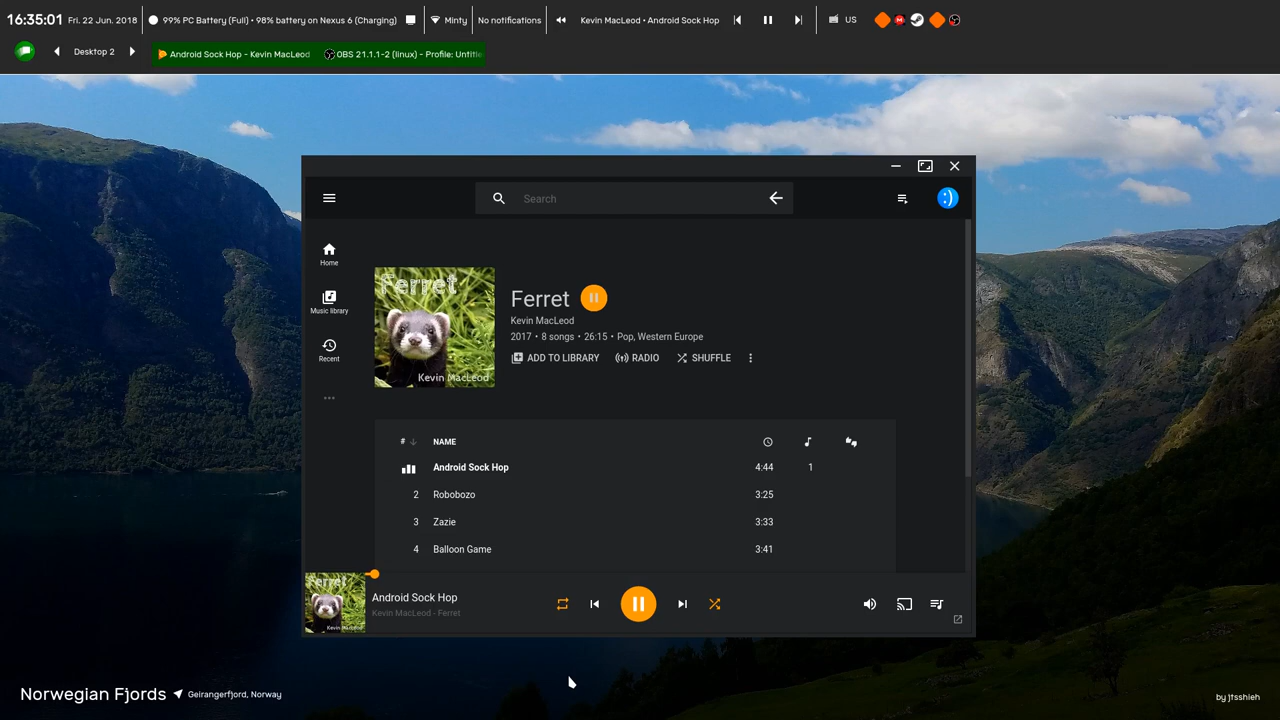 16:35:01 Fri. 22 Jun. 2018 99% PC Battery (Full) • 98% battery on Nexus 6 (Charging) Minty No notifications Kevin MacLeod • Android Sock Hop US
Desktop 2 Android Sock Hop - Kevin MacLeod OBS 21.1.1-2 (linux) - Profile: Untitle
Search
:)
Home
Music library
Recent
Ferret
Kevin MacLeod
Ferret
Kevin MacLeod
2017 • 8 songs • 26:15 • Pop, Western Europe
ADD TO LIBRARY RADIO SHUFFLE
# NAME
Android Sock Hop 4:44 1
2 Robobozo 3:25
3 Zazie 3:33
4 Balloon Game 3:41
Ferret
Kevin MacLeod
Android Sock Hop
Kevin MacLeod - Ferret
Norwegian Fjords Geirangerfjord, Norway
by jtsshieh